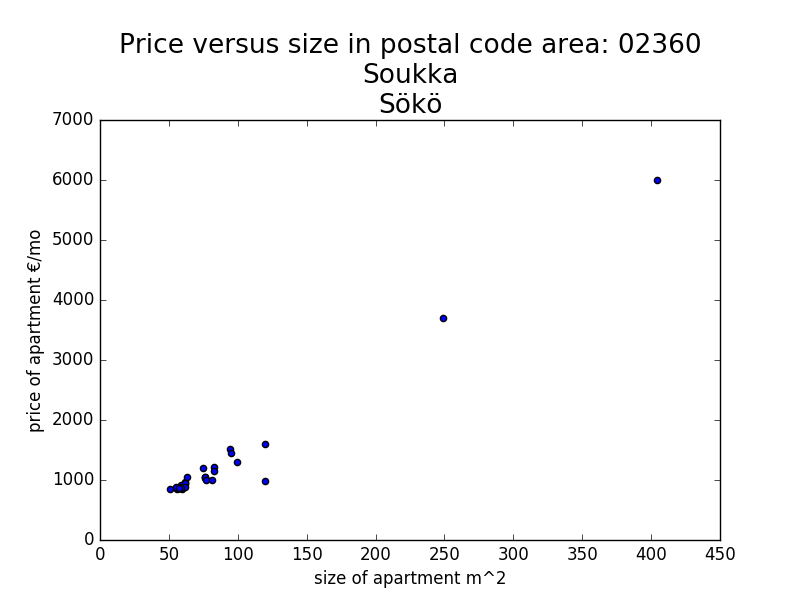 Price versus size in postal code area: 02360
Soukka
Sökö
7000
6000
5000
4000
3000
2000
1000
0
price of apartment €/mo
0 50 100 150 200 250 300 350 400 450
size of apartment m^2